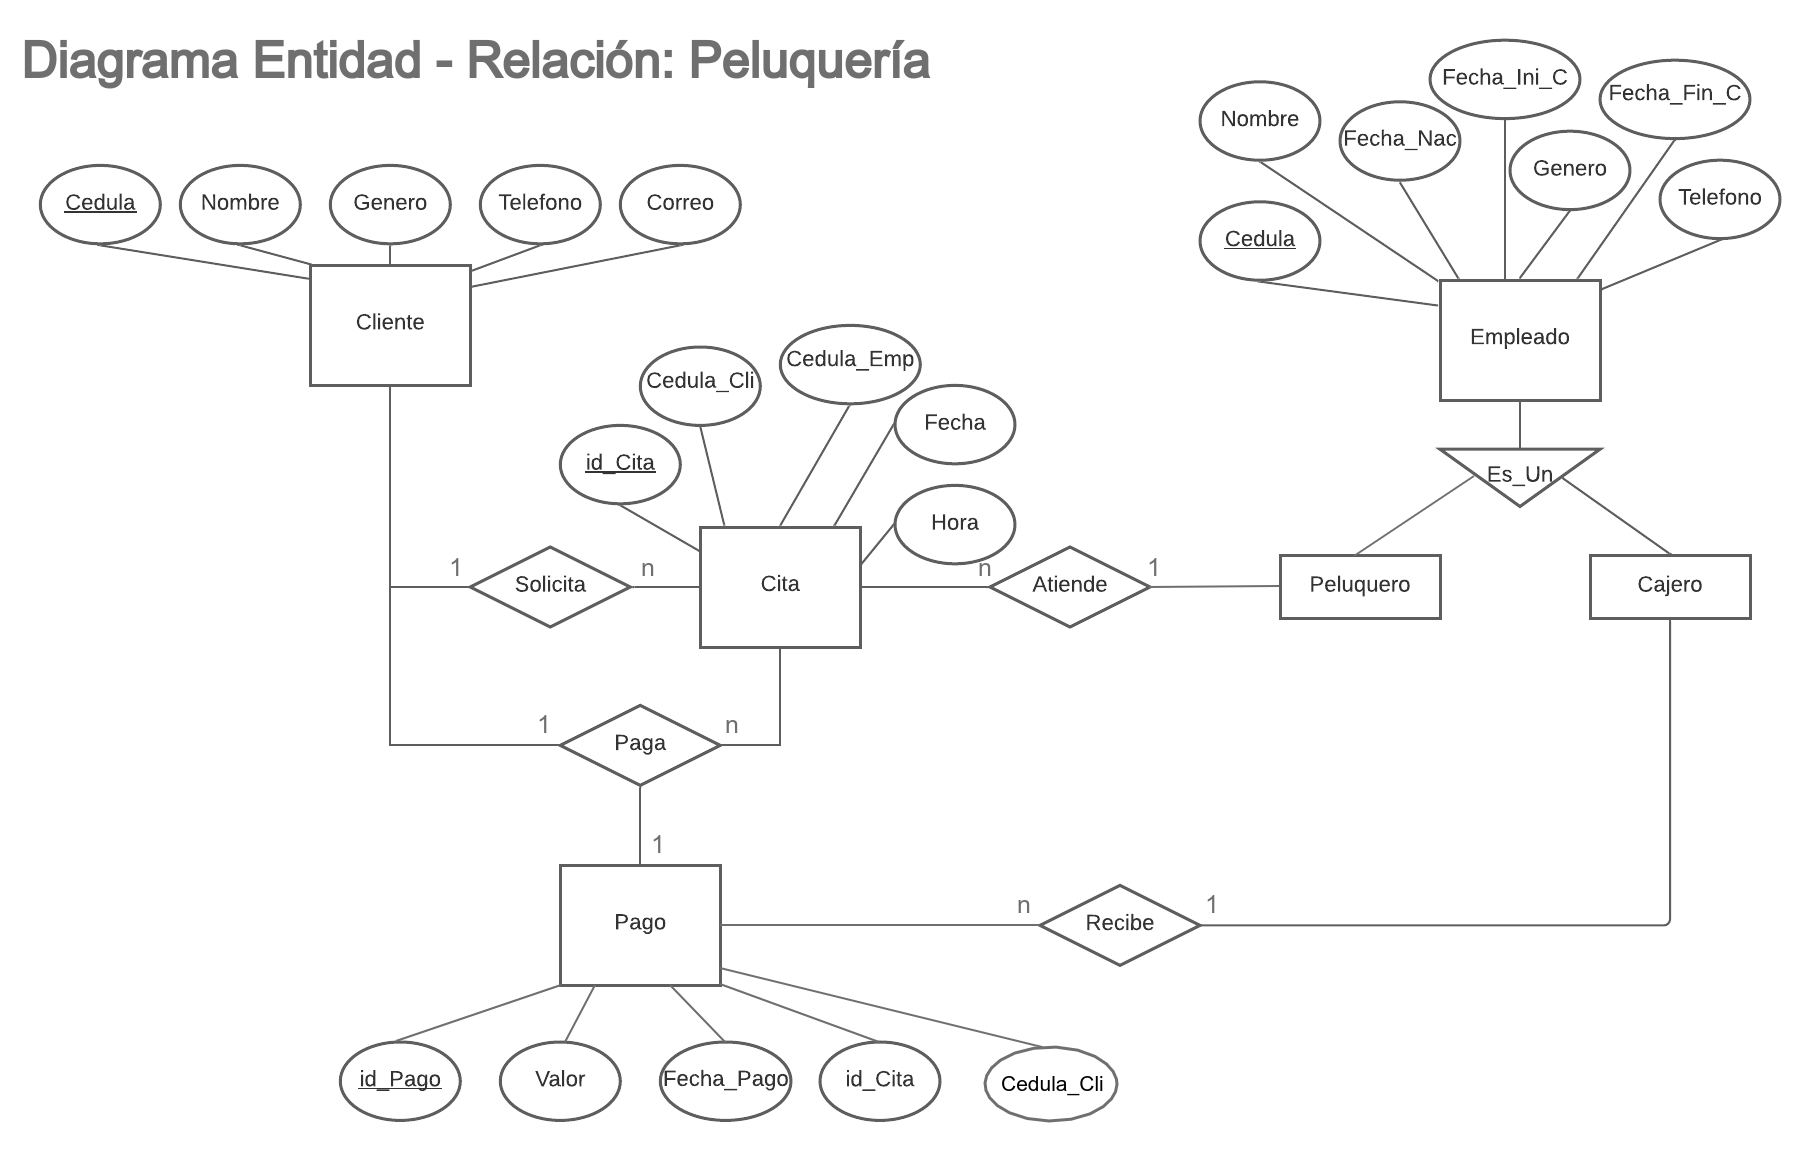 Diagrama Entidad - Relación: Peluquería
Fecha_Ini_C
Fecha_Fin_C
Nombre
Fecha_Nac
Genero
Telefono
Cedula
Cedula
Nombre
Genero
Telefono
Correo
Cliente
Empleado
Cedula_Cli
Cedula_Emp
Fecha
id_Cita
Hora
Es_Un
1
Solicita
n
Cita
n
Atiende
1
Peluquero
Cajero
1
Paga
n
1
Pago
n
Recibe
1
id_Pago
Valor
Fecha_Pago
id_Cita
Cedula_Cli